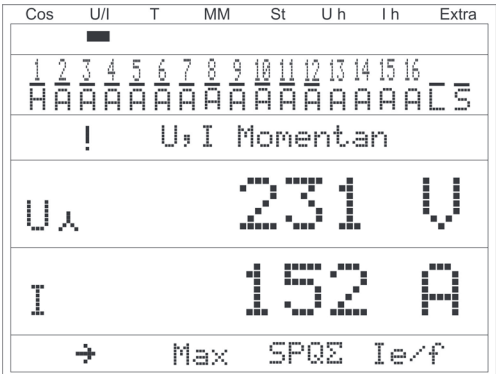 Cos U/I T MM St U h I h Extra
1 2 3 4 5 6 7 8 9 10 11 12 13 14 15 16
A A A A A A A A A A A A A A A A L S
! U,I Momentan
U⅄ 231 V
I 152 A
→ Max SPQΣ Ie/f